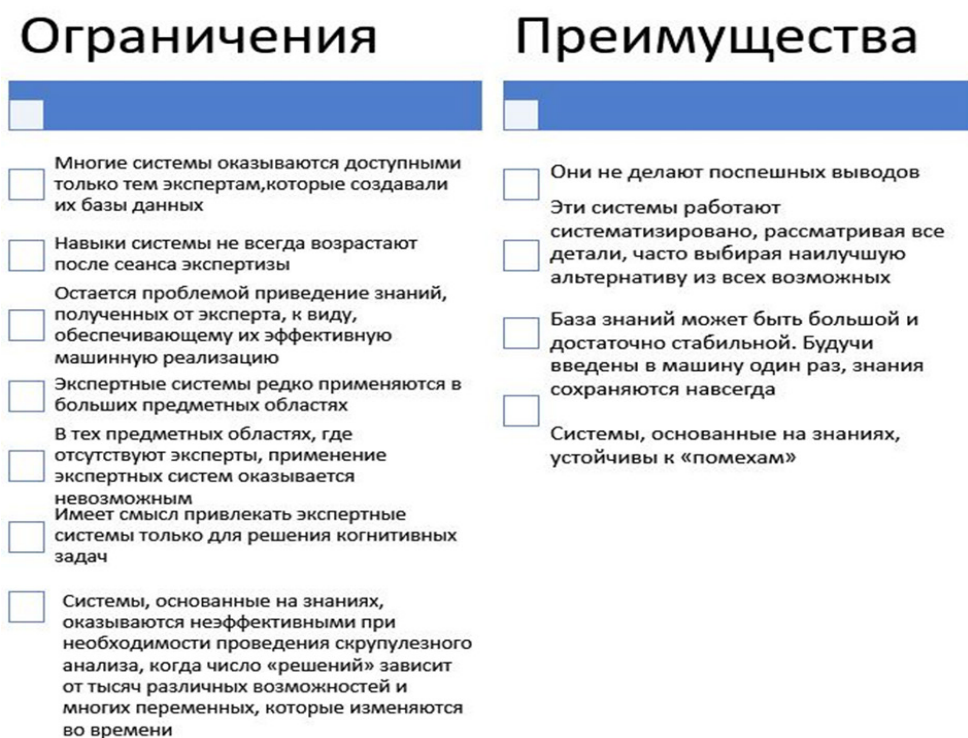 Ограничения
Многие системы оказываются доступными
только тем экспертам,которые создавали
их базы данных
Навыки системы не всегда возрастают
после сеанса экспертизы
Остается проблемой приведение знаний,
полученных от эксперта, к виду,
обеспечивающему их эффективную
машинную реализацию
Экспертные системы редко применяются в
больших предметных областях
В тех предметных областях, где
отсутствуют эксперты, применение
экспертных систем оказывается
невозможным
Имеет смысл привлекать экспертные
системы только для решения когнитивных
задач
Системы, основанные на знаниях,
оказываются неэффективными при
необходимости проведения скрупулезного
анализа, когда число «решений» зависит
от тысяч различных возможностей и
многих переменных, которые изменяются
во времени
Преимущества
Они не делают поспешных выводов
Эти системы работают
систематизировано, рассматривая все
детали, часто выбирая наилучшую
альтернативу из всех возможных
База знаний может быть большой и
достаточно стабильной. Будучи
введены в машину один раз, знания
сохраняются навсегда
Системы, основанные на знаниях,
устойчивы к «помехам»